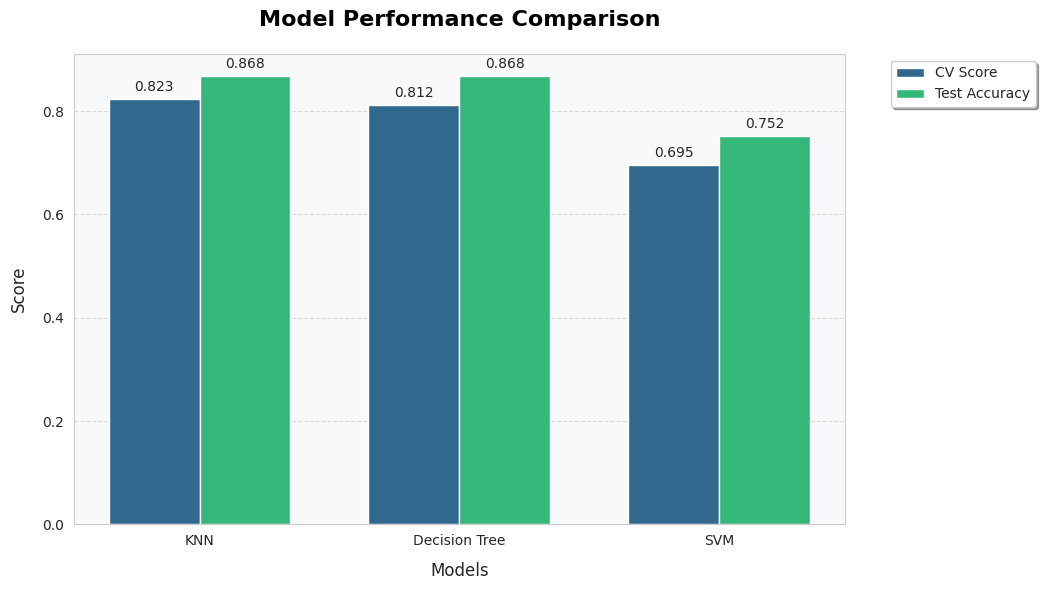 Model Performance Comparison
CV Score
Test Accuracy
0.823
0.868
0.812
0.868
0.695
0.752
Score
0.8
0.6
0.4
0.2
0.0
KNN
Decision Tree
SVM
Models